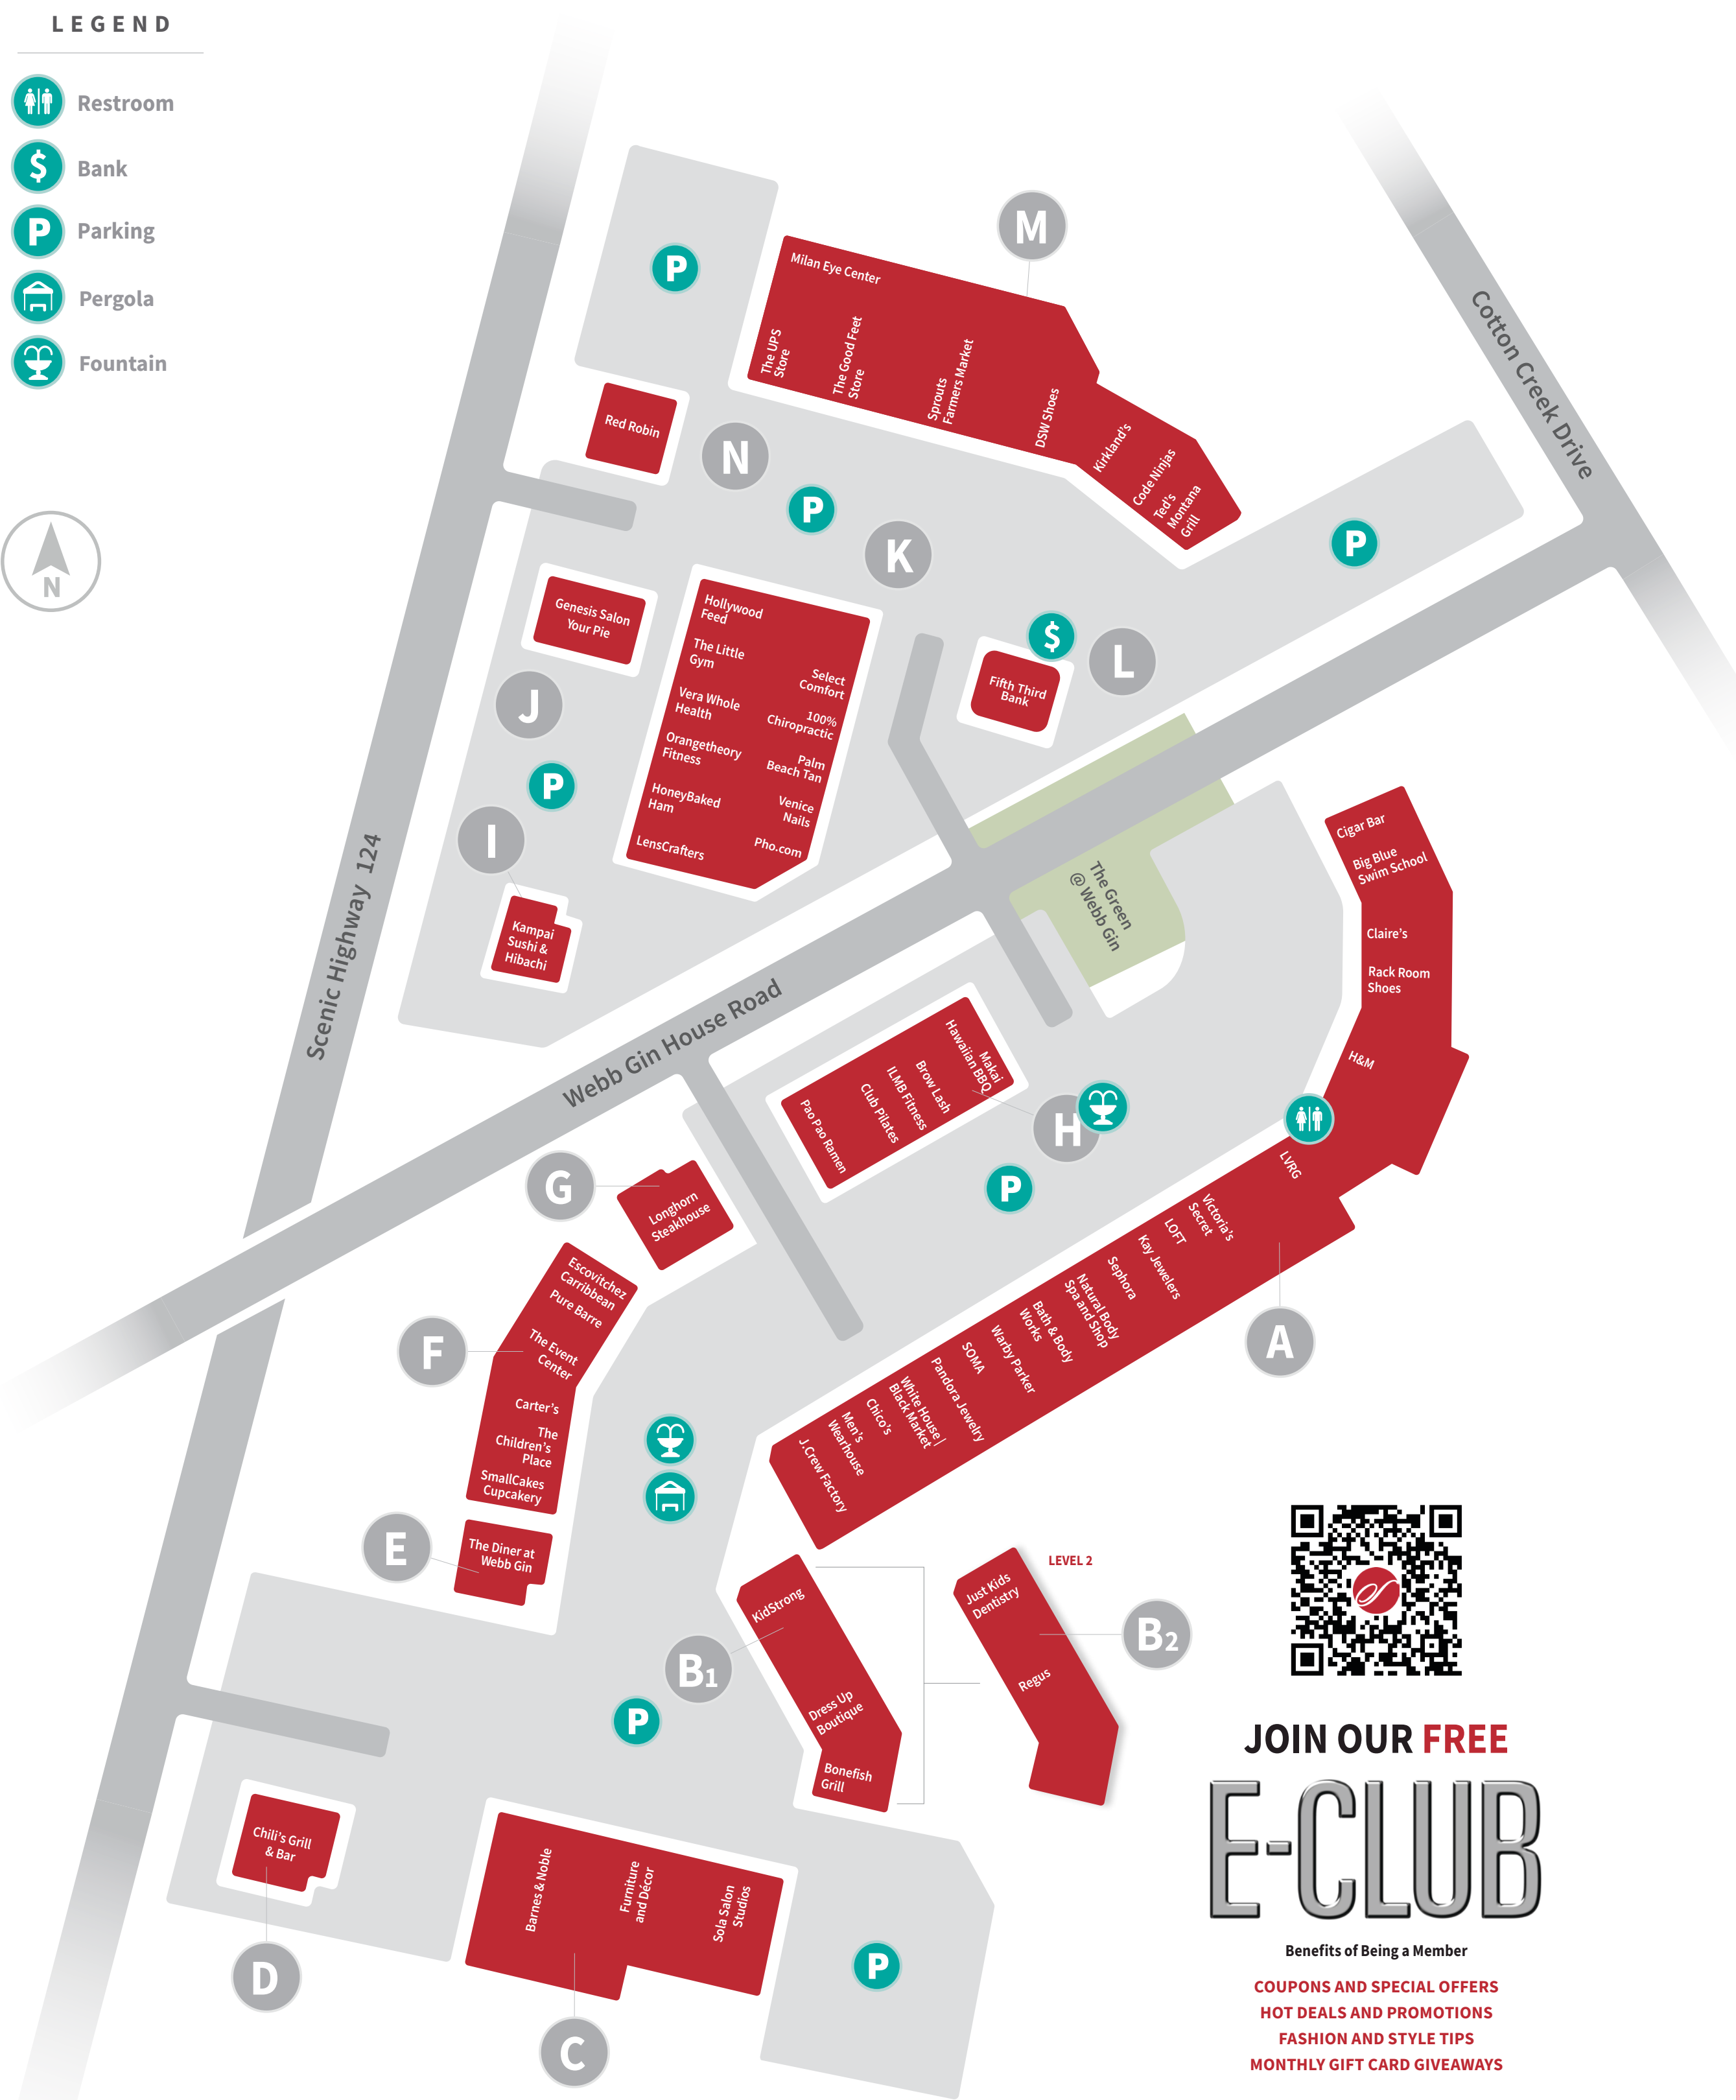 LEGEND
Restroom
$
Bank
P
Parking
Pergola
Fountain
N
Scenic Highway 124
Cotton Creek Drive
Webb Gin House Road
M
P
Milan Eye Center
The UPS
Store
The Good Feet
Store
Sprouts
Farmers Market
DSW Shoes
Kirkland's
Code Ninjas
Ted's
Montana
Grill
Red Robin
N
P
K
P
Genesis Salon
Your Pie
J
P
I
Kampai
Sushi &
Hibachi
Hollywood
Feed
The Little
Gym
Vera Whole
Health
Orangetheory
Fitness
HoneyBaked
Ham
LensCrafters
Select
Comfort
100%
Chiropractic
Palm
Beach Tan
Venice
Nails
Pho.com
$
L
Fifth Third
Bank
The Green
@ Webb Gin
Cigar Bar
Big Blue
Swim School
Claire's
Rack Room
Shoes
H&M
LVRG
Victoria's
Secret
LOFT
Kay Jewelers
Sephora
Natural Body
Spa and Shop
Bath & Body
Works
Warby Parker
SOMA
Pandora Jewelry
White House |
Black Market
Chico's
Men's
Wearhouse
J.Crew Factory
A
Makai
Hawaiian BBQ
Brow Lash
ILMB Fitness
Club Pilates
Pao Pao Ramen
H
P
G
Longhorn
Steakhouse
F
Escovitchez
Carribbean
Pure Barre
The Event
Center
Carter's
The
Children's
Place
SmallCakes
Cupcakery
E
The Diner at
Webb Gin
KidStrong
B1
Dress Up
Boutique
Bonefish
Grill
LEVEL 2
Just Kids
Dentistry
B2
Regus
P
Chili's Grill
& Bar
D
Barnes & Noble
Furniture
and Décor
Sola Salon
Studios
C
P
JOIN OUR FREE
E-CLUB
Benefits of Being a Member
COUPONS AND SPECIAL OFFERS
HOT DEALS AND PROMOTIONS
FASHION AND STYLE TIPS
MONTHLY GIFT CARD GIVEAWAYS